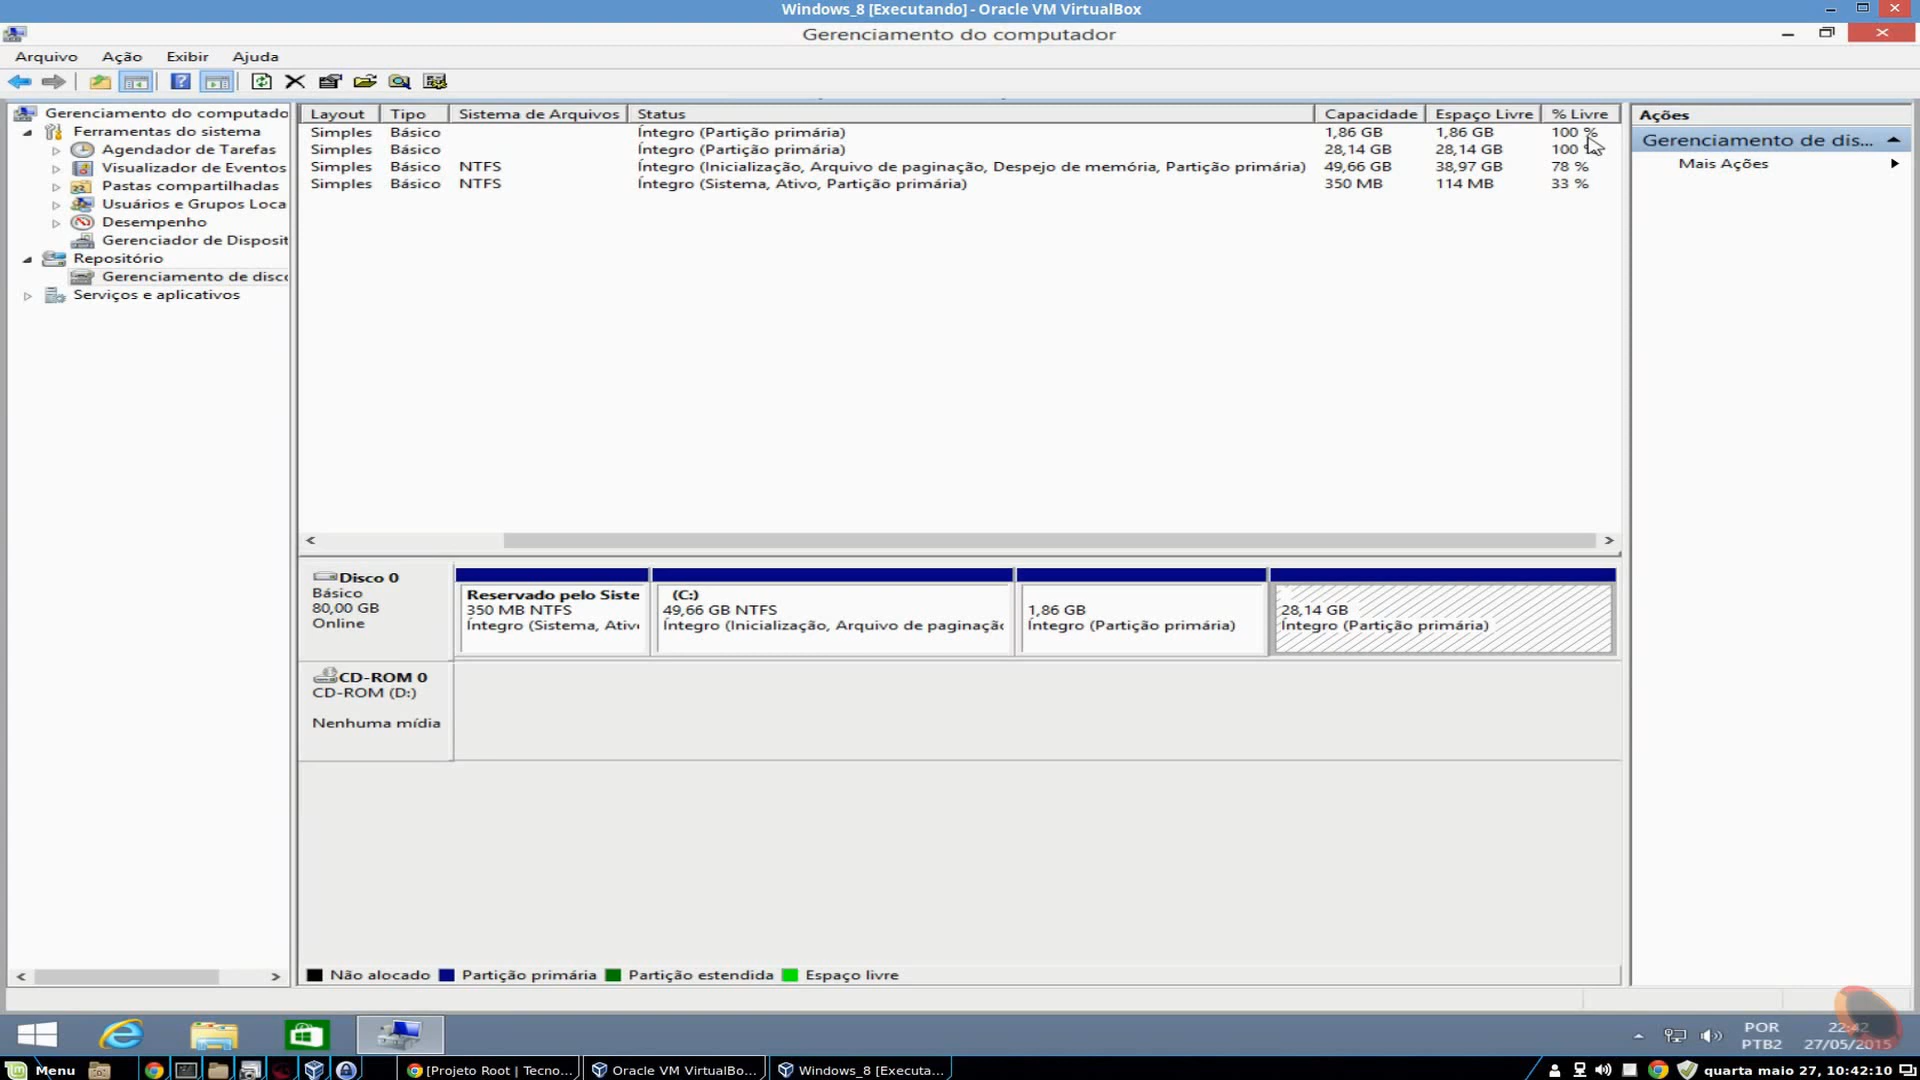 Windows_8 [Executando] - Oracle VM VirtualBox
Gerenciamento do computador
Arquivo Ação Exibir Ajuda
Gerenciamento do computado
Ferramentas do sistema
Agendador de Tarefas
Visualizador de Eventos
Pastas compartilhadas
Usuários e Grupos Loca
Desempenho
Gerenciador de Disposit
Repositório
Gerenciamento de disc
Serviços e aplicativos
Layout Tipo Sistema de Arquivos Status Capacidade Espaço Livre % Livre
Simples Básico Íntegro (Partição primária) 1,86 GB 1,86 GB 100 %
Simples Básico Íntegro (Partição primária) 28,14 GB 28,14 GB 100 %
Simples Básico NTFS Íntegro (Inicialização, Arquivo de paginação, Despejo de memória, Partição primária) 49,66 GB 38,97 GB 78 %
Simples Básico NTFS Íntegro (Sistema, Ativo, Partição primária) 350 MB 114 MB 33 %
Ações
Gerenciamento de dis...
Mais Ações
Disco 0
Básico
80,00 GB
Online
Reservado pelo Siste
350 MB NTFS
Íntegro (Sistema, Ativ
(C:)
49,66 GB NTFS
Íntegro (Inicialização, Arquivo de paginaçã
1,86 GB
Íntegro (Partição primária)
28,14 GB
Íntegro (Partição primária)
CD-ROM 0
CD-ROM (D:)
Nenhuma mídia
Não alocado Partição primária Partição estendida Espaço livre
POR
PTB2
22:42
27/05/2015
Menu [Projeto Root | Tecno... Oracle VM VirtualBo... Windows_8 [Executa... quarta maio 27, 10:42:10